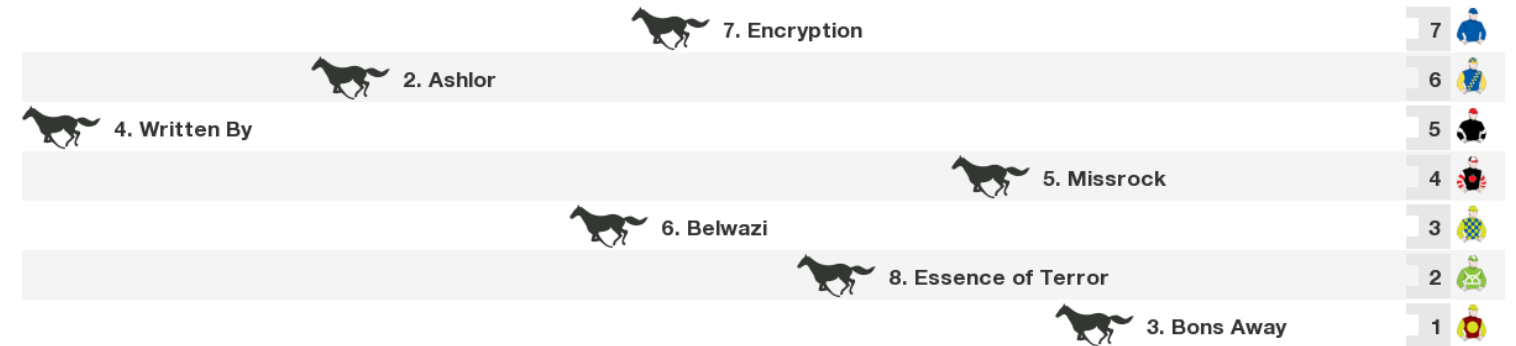 7. Encryption 7
2. Ashlor 6
4. Written By 5
5. Missrock 4
6. Belwazi 3
8. Essence of Terror 2
3. Bons Away 1